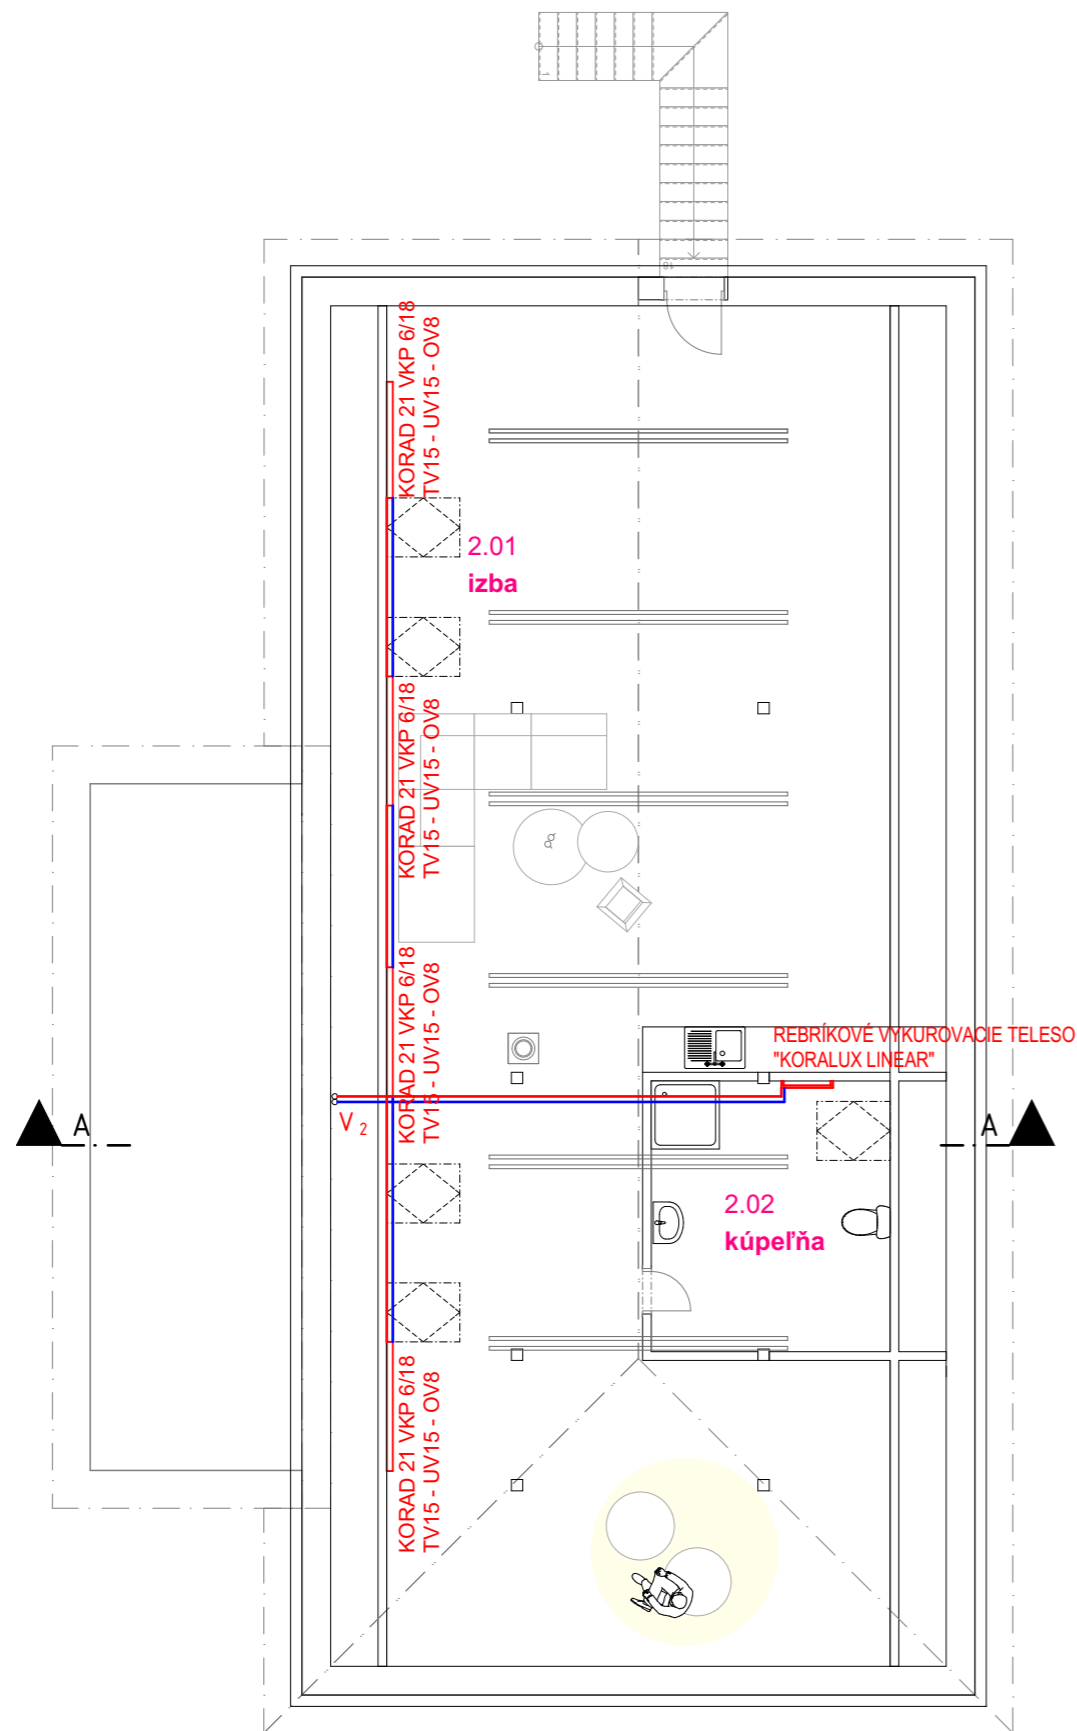 1
18
KORAD 21 VKP 6/18
TV15 - UV15 - OV8
2.01
izba
KORAD 21 VKP 6/18
TV15 - UV15 - OV8
KORAD 21 VKP 6/18
TV15 - UV15 - OV8
REBRÍKOVÉ VYKUROVACIE TELESO
"KORALUX LINEAR"
V 2
A
A
2.02
kúpeľňa
KORAD 21 VKP 6/18
TV15 - UV15 - OV8